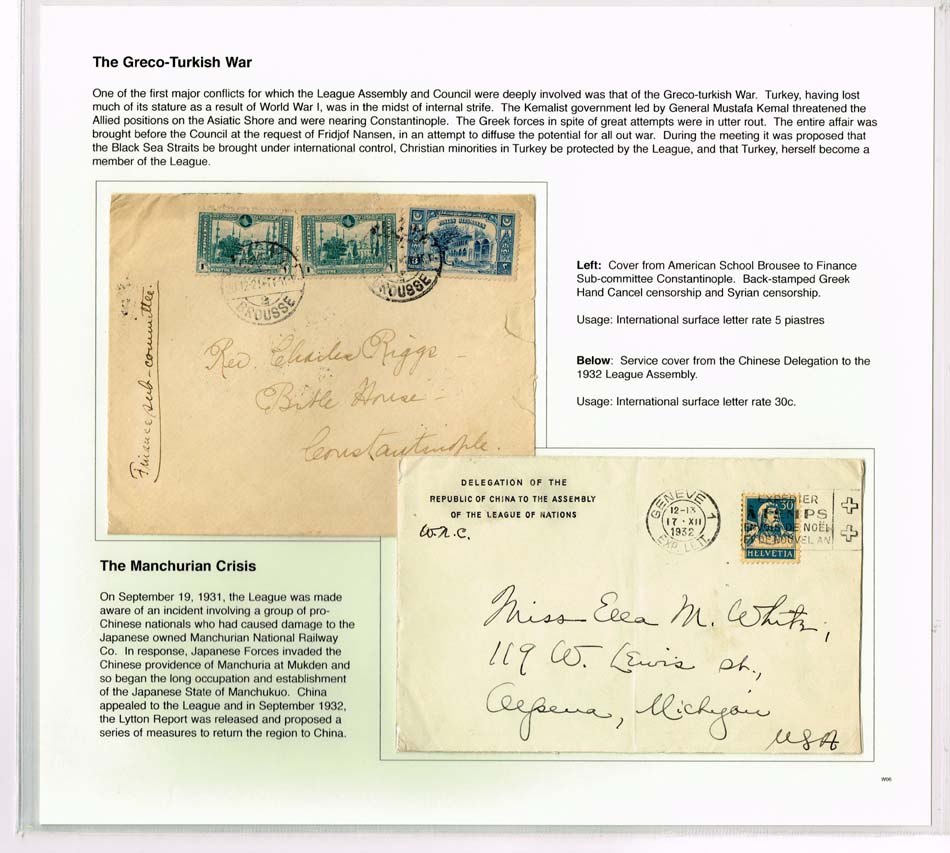 The Greco-Turkish War
One of the first major conflicts for which the League Assembly and Council were deeply involved was that of the Greco-turkish War. Turkey, having lost
much of its stature as a result of World War I, was in the midst of internal strife. The Kemalist government led by General Mustafa Kemal threatened the
Allied positions on the Asiatic Shore and were nearing Constantinople. The Greek forces in spite of great attempts were in utter rout. The entire affair was
brought before the Council at the request of Fridjof Nansen, in an attempt to diffuse the potential for all out war. During the meeting it was proposed that
the Black Sea Straits be brought under international control, Christian minorities in Turkey be protected by the League, and that Turkey, herself become a
member of the League.
1 PIASTRE 1
1 PIASTRE 1
BROUSSE
BROUSSE
Finance sub-committee.
Rev. Charles Riggs
Bible House
Constantinople.
Left: Cover from American School Brousee to Finance
Sub-committee Constantinople. Back-stamped Greek
Hand Cancel censorship and Syrian censorship.
Usage: International surface letter rate 5 piastres
Below: Service cover from the Chinese Delegation to the
1932 League Assembly.
Usage: International surface letter rate 30c.
DELEGATION OF THE
REPUBLIC OF CHINA TO THE ASSEMBLY
OF THE LEAGUE OF NATIONS
W.R.C.
GENÈVE 1
12-13
17·XII
1932
EXP. LETT.
30
HELVETIA
EXPEDIER
A TEMPS
ENVOIS DE NOËL
ET DE NOUVEL AN
Miss Ella M. White,
119 W. Lewis St.,
Alpena, Michigan
USA
The Manchurian Crisis
On September 19, 1931, the League was made
aware of an incident involving a group of pro-
Chinese nationals who had caused damage to the
Japanese owned Manchurian National Railway
Co. In response, Japanese Forces invaded the
Chinese providence of Manchuria at Mukden and
so began the long occupation and establishment
of the Japanese State of Manchukuo. China
appealed to the League and in September 1932,
the Lytton Report was released and proposed a
series of measures to return the region to China.
W06